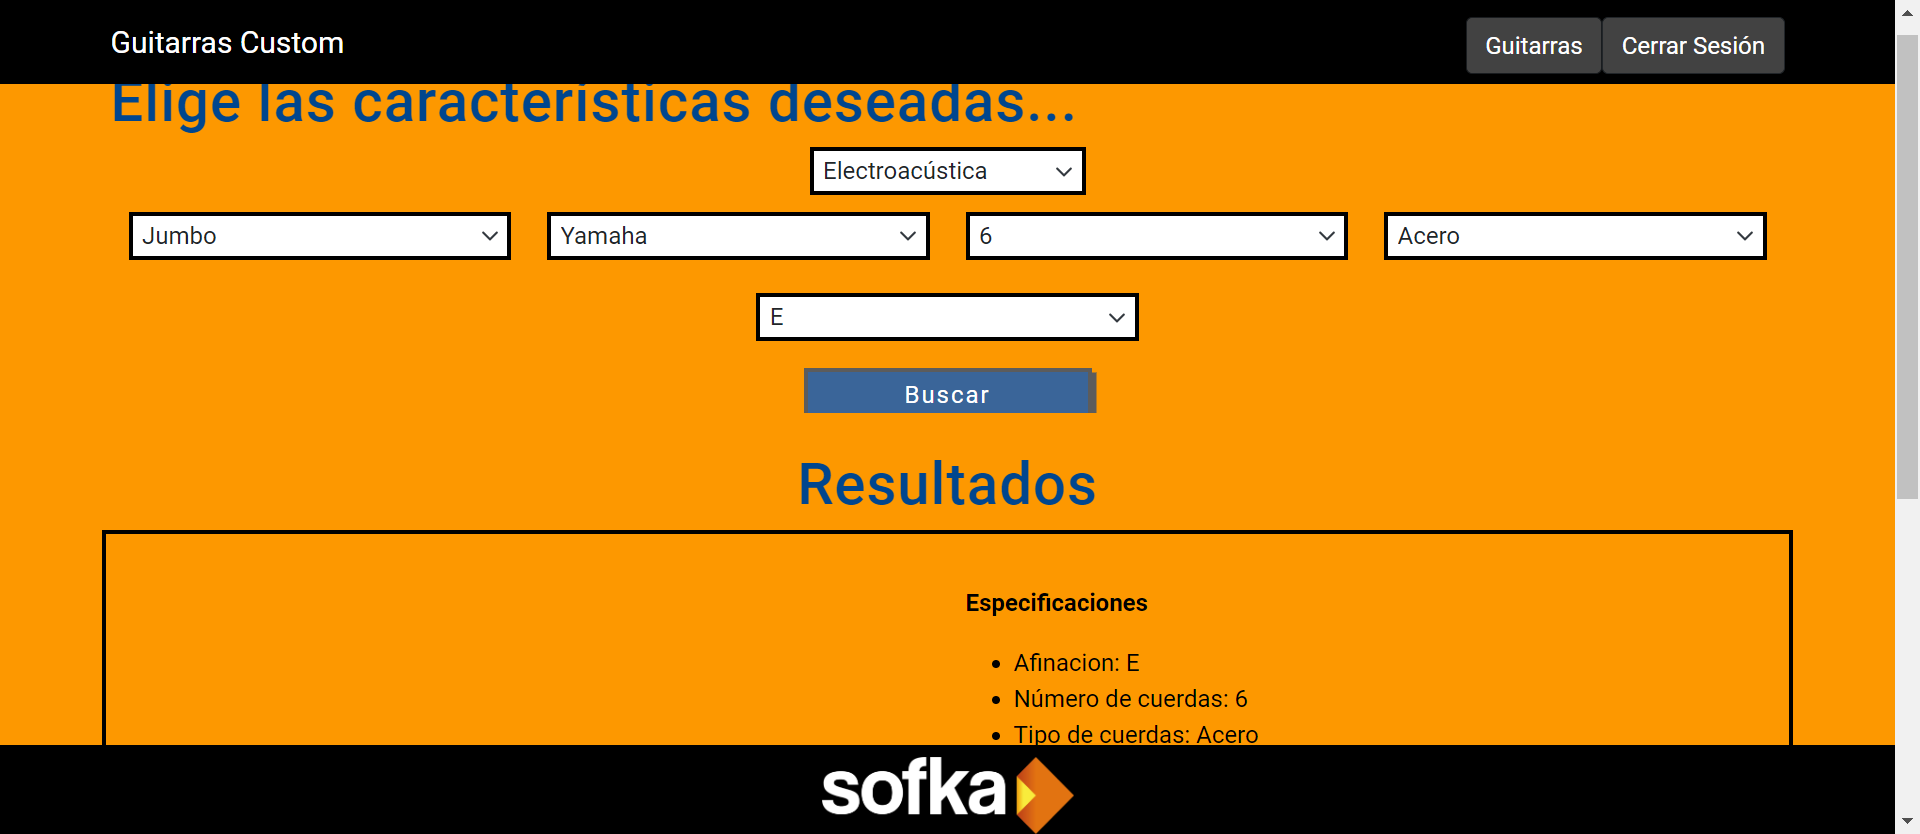 Guitarras Custom
Guitarras
Cerrar Sesión
Elige las características deseadas...
Electroacústica
Jumbo
Yamaha
6
Acero
E
Buscar
Resultados
Especificaciones
Afinacion: E
Número de cuerdas: 6
Tipo de cuerdas: Acero
sofka